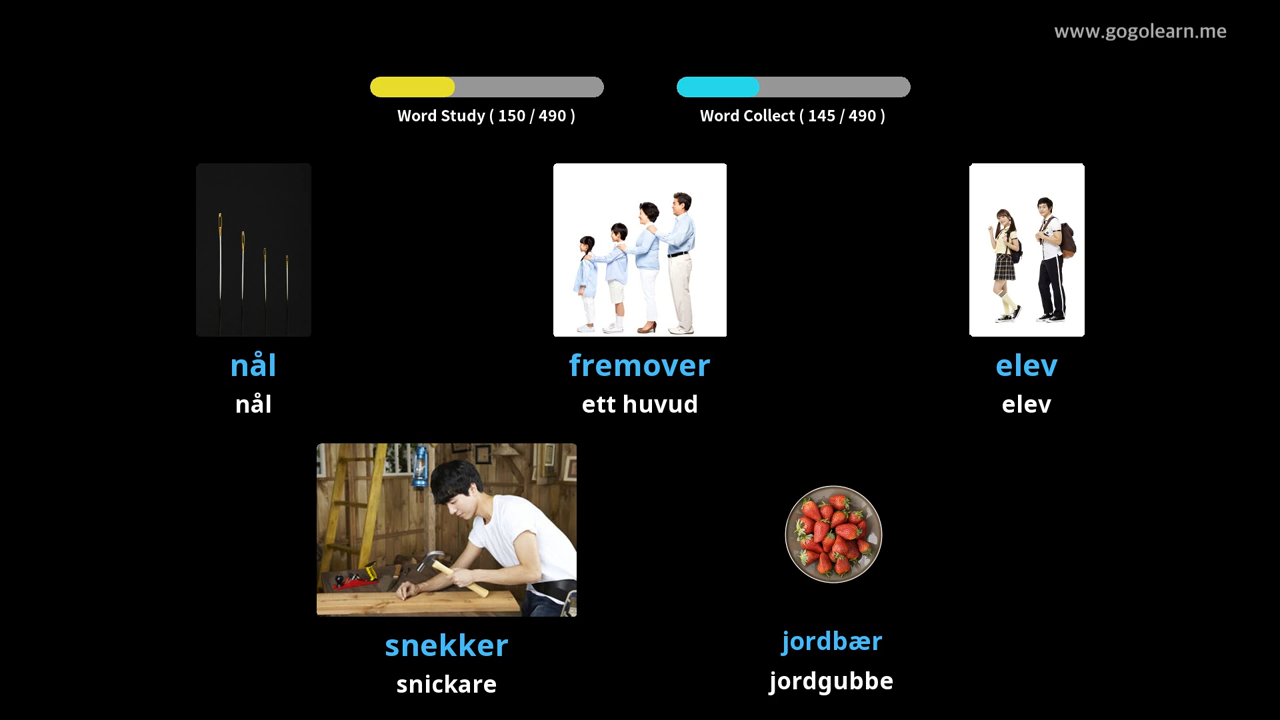 www.gogolearn.me
Word Study ( 150 / 490 )
Word Collect ( 145 / 490 )
nål
nål
fremover
ett huvud
elev
elev
snekker
snickare
jordbær
jordgubbe